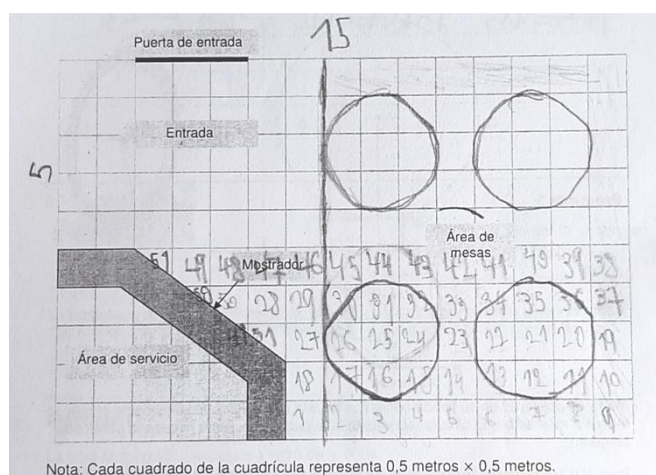 15
Puerta de entrada
Entrada
5
Área de
mesas
Mostrador
51 49 48 47 46 45 44 43 42 41 40 39 38
28 29 30 31 32 33 34 35 36 37
51 27 26 25 24 23 22 21 20 19
Área de servicio
18 17 16 15 14 13 12 11 10
1 2 3 4 5 6 7 8 9
Nota: Cada cuadrado de la cuadrícula representa 0,5 metros × 0,5 metros.